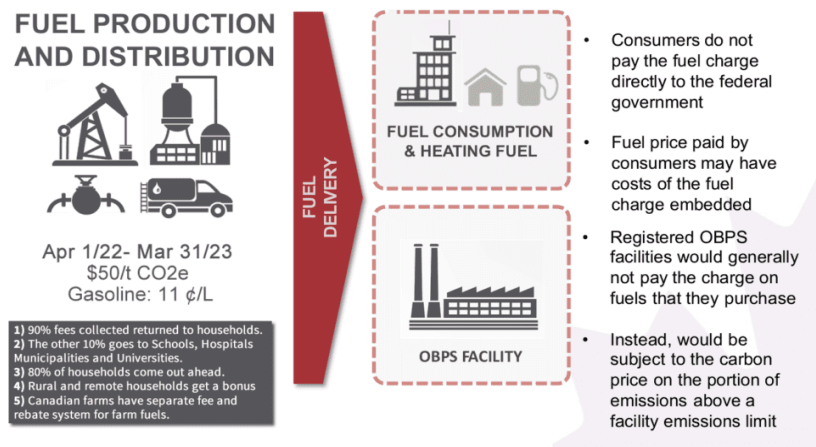 FUEL PRODUCTION
AND DISTRIBUTION
Apr 1/22- Mar 31/23
$50/t CO2e
Gasoline: 11 ¢/L
1) 90% fees collected returned to households.
2) The other 10% goes to Schools, Hospitals
Municipalities and Universities.
3) 80% of households come out ahead.
4) Rural and remote households get a bonus
5) Canadian farms have separate fee and
rebate system for farm fuels.
FUEL
DELIVERY
FUEL CONSUMPTION
& HEATING FUEL
OBPS FACILITY
• Consumers do not
pay the fuel charge
directly to the federal
government
• Fuel price paid by
consumers may have
costs of the fuel
charge embedded
• Registered OBPS
facilities would generally
not pay the charge on
fuels that they purchase
• Instead, would be
subject to the carbon
price on the portion of
emissions above a
facility emissions limit